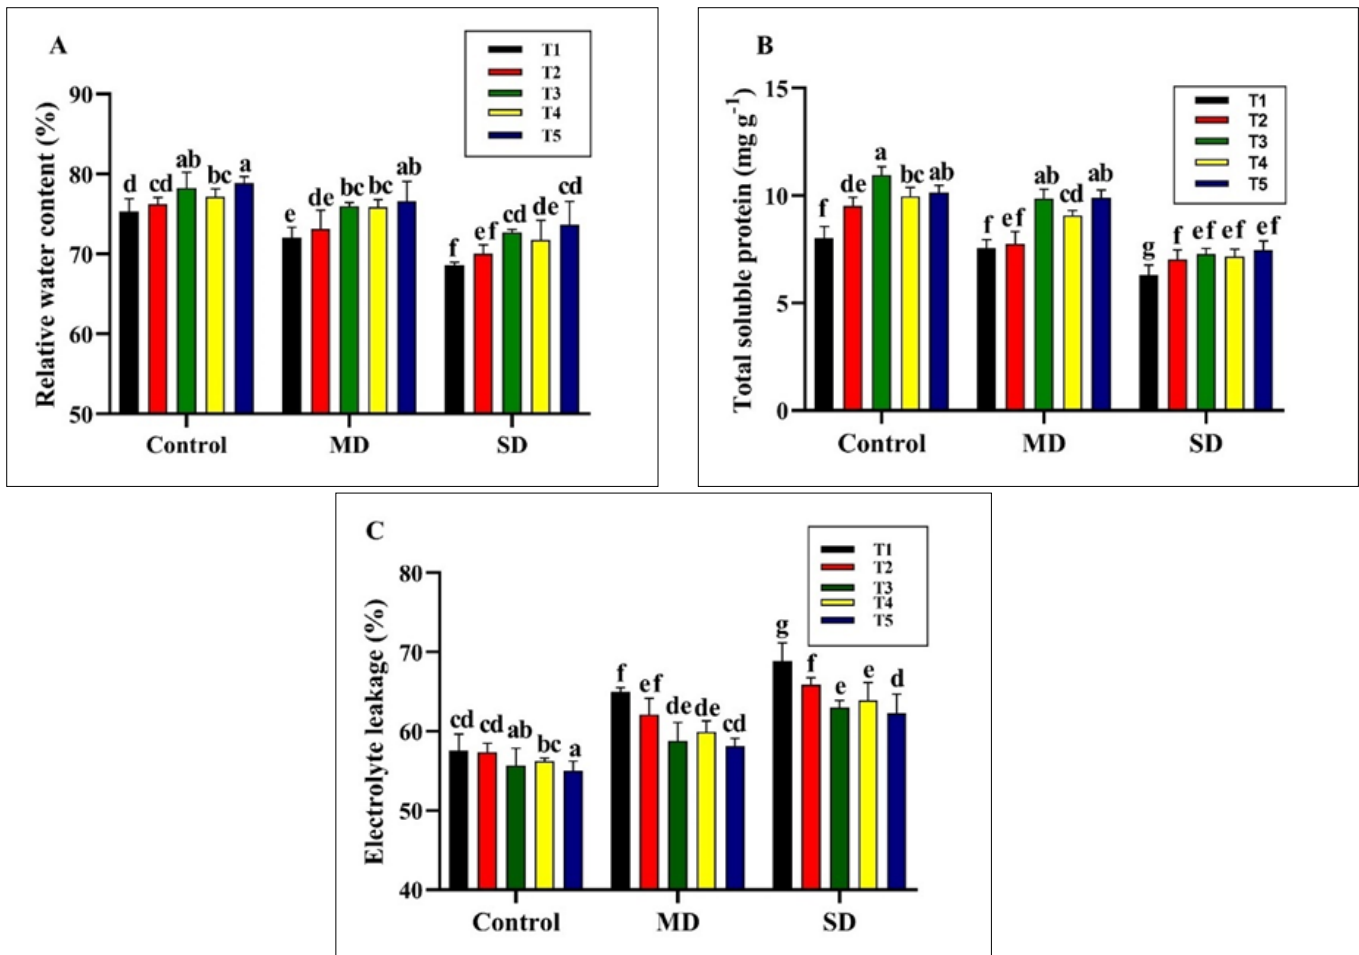 A
T1
T2
T3
T4
T5
Relative water content (%)
90
80
70
60
50
d cd ab bc a
e de bc bc ab
f ef cd de cd
Control MD SD
B
T1
T2
T3
T4
T5
Total soluble protein (mg g-1)
15
10
5
0
f de a bc ab
f ef ab cd ab
g f ef ef ef
Control MD SD
C
T1
T2
T3
T4
T5
Electrolyte leakage (%)
80
70
60
50
40
cd cd ab bc a
f ef de de cd
g f e e d
Control MD SD